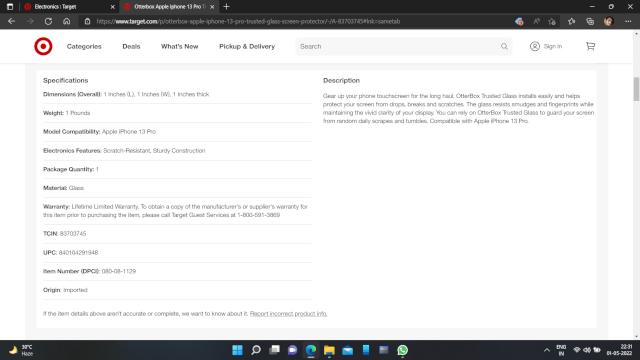 Electronics : Target
OtterBox Apple iPhone 13 Pro T
https://www.target.com/p/otterbox-apple-iphone-13-pro-trusted-glass-screen-protector/-/A-83703745#lnk=sametab
Categories Deals What's New Pickup & Delivery Search Sign in
Specifications
Dimensions (Overall): 1 Inches (L), 1 Inches (W), 1 inches thick
Weight: 1 Pounds
Model Compatibility: Apple iPhone 13 Pro
Electronics Features: Scratch-Resistant, Sturdy Construction
Package Quantity: 1
Material: Glass
Warranty: Lifetime Limited Warranty. To obtain a copy of the manufacturer's or supplier's warranty for
this item prior to purchasing the item, please call Target Guest Services at 1-800-591-3869
TCIN: 83703745
UPC: 840104291948
Item Number (DPCI): 080-08-1129
Origin: Imported
If the item details above aren't accurate or complete, we want to know about it. Report incorrect product info.
Description
Gear up your phone touchscreen for the long haul. OtterBox Trusted Glass installs easily and helps
protect your screen from drops, breaks and scratches. The glass resists smudges and fingerprints while
maintaining the vivid clarity of your display. You can rely on OtterBox Trusted Glass to guard your screen
from random daily scrapes and tumbles. Compatible with Apple iPhone 13 Pro.
30°C
Haze
ENG
IN
22:31
01-05-2022